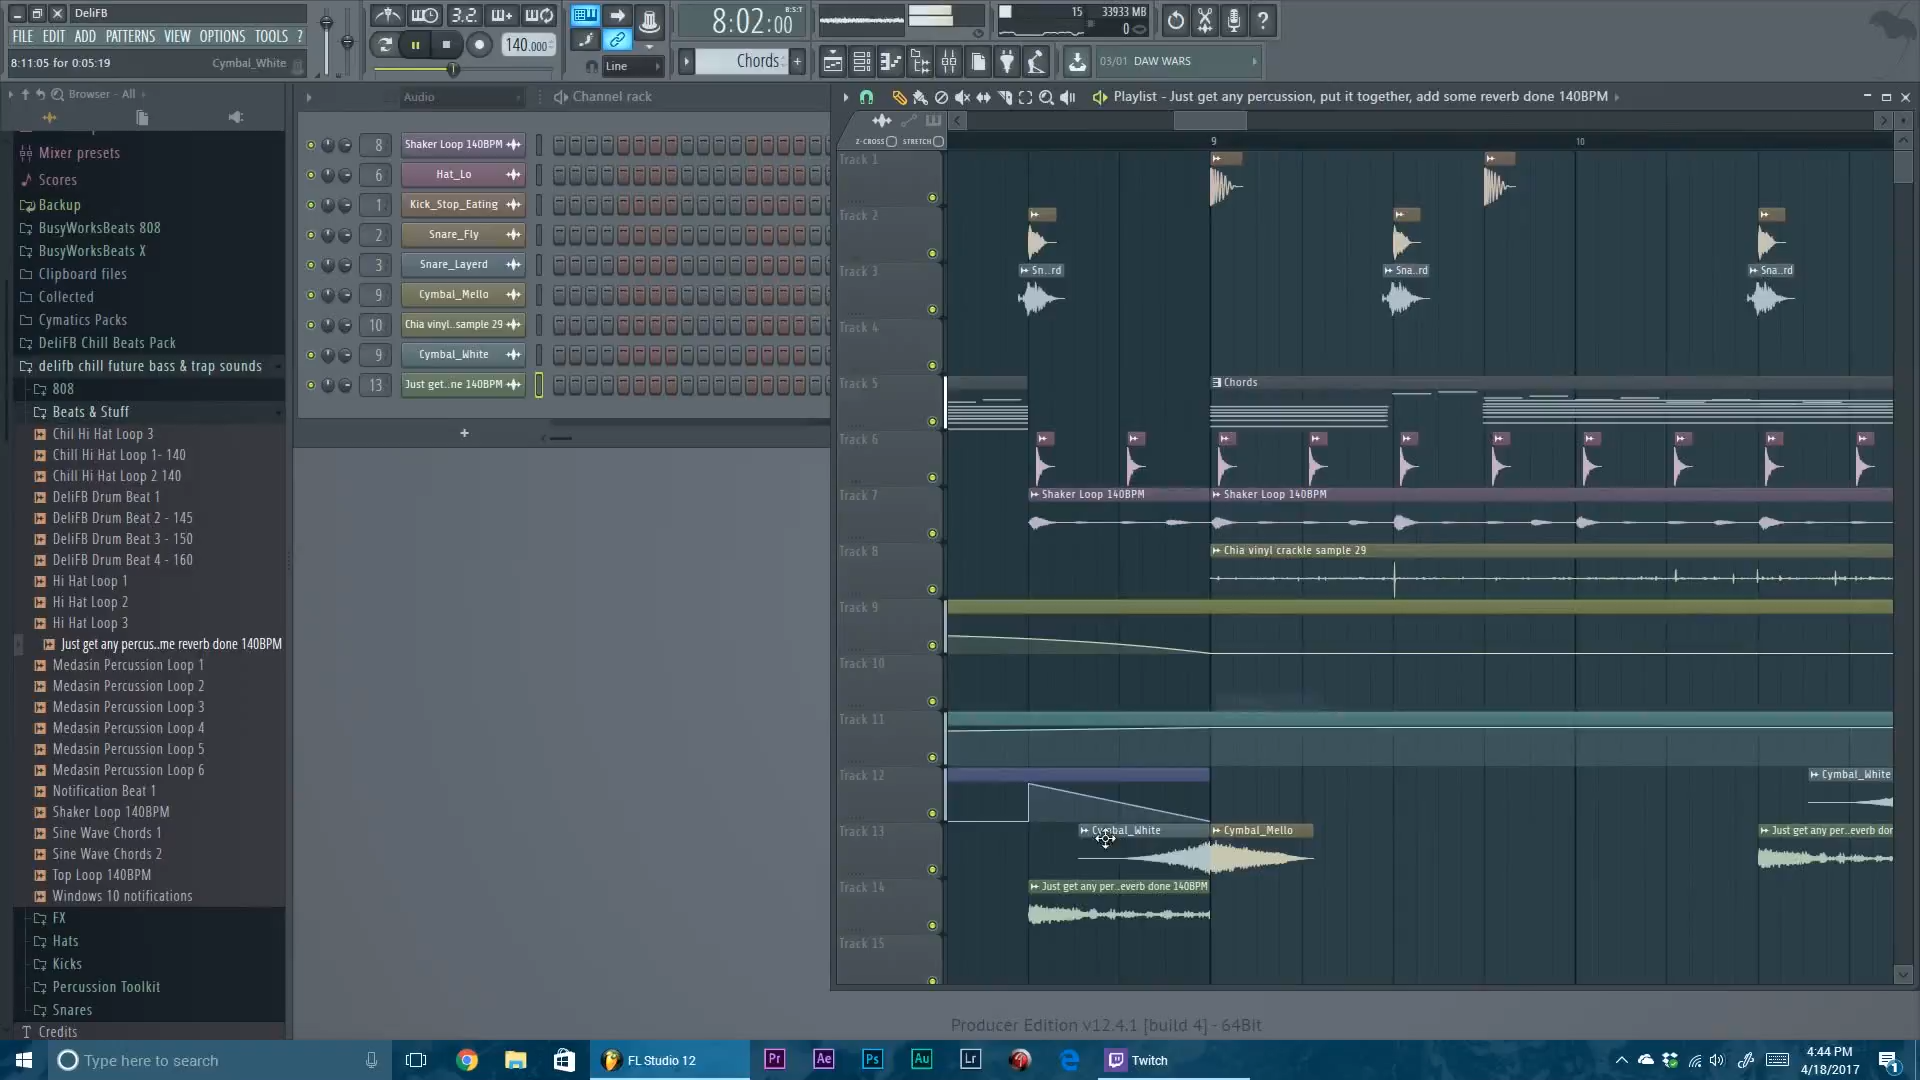 DeliFB
FILE EDIT ADD PATTERNS VIEW OPTIONS TOOLS ?
8:11:05 for 0:05:19 Cymbal_White
3.2.
140.000
Line
8:02:00
B:S:T
Chords
15 33933 MB
0
03/01 DAW WARS
Browser - All
Audio
Channel rack
Playlist - Just get any percussion, put it together, add some reverb done 140BPM
Z-CROSS STRETCH
9 10
Mixer presets
Scores
Backup
BusyWorksBeats 808
BusyWorksBeats X
Clipboard files
Collected
Cymatics Packs
DeliFB Chill Beats Pack
delifb chill future bass & trap sounds
808
Beats & Stuff
Chil Hi Hat Loop 3
Chill Hi Hat Loop 1- 140
Chill Hi Hat Loop 2 140
DeliFB Drum Beat 1
DeliFB Drum Beat 2 - 145
DeliFB Drum Beat 3 - 150
DeliFB Drum Beat 4 - 160
Hi Hat Loop 1
Hi Hat Loop 2
Hi Hat Loop 3
Just get any percus..me reverb done 140BPM
Medasin Percussion Loop 1
Medasin Percussion Loop 2
Medasin Percussion Loop 3
Medasin Percussion Loop 4
Medasin Percussion Loop 5
Medasin Percussion Loop 6
Notification Beat 1
Shaker Loop 140BPM
Sine Wave Chords 1
Sine Wave Chords 2
Top Loop 140BPM
Windows 10 notifications
FX
Hats
Kicks
Percussion Toolkit
Snares
Credits
8 Shaker Loop 140BPM
6 Hat_Lo
1 Kick_Stop_Eating
2 Snare_Fly
3 Snare_Layerd
9 Cymbal_Mello
10 Chia vinyl..sample 29
9 Cymbal_White
13 Just get..ne 140BPM
+
Track 1
Track 2
Track 3
Sn..rd Sna..rd Sna..rd
Track 4
Track 5
Chords
Track 6
Track 7
Shaker Loop 140BPM Shaker Loop 140BPM
Track 8
Chia vinyl crackle sample 29
Track 9
Track 10
Track 11
Track 12
Cymbal_White
Track 13
Cymbal_White Cymbal_Mello Just get any per..everb don
Track 14
Just get any per..everb done 140BPM
Track 15
Producer Edition v12.4.1 [build 4] - 64Bit
Type here to search
FL Studio 12
Pr Ae Ps Au Lr
Twitch
4:44 PM
4/18/2017
1